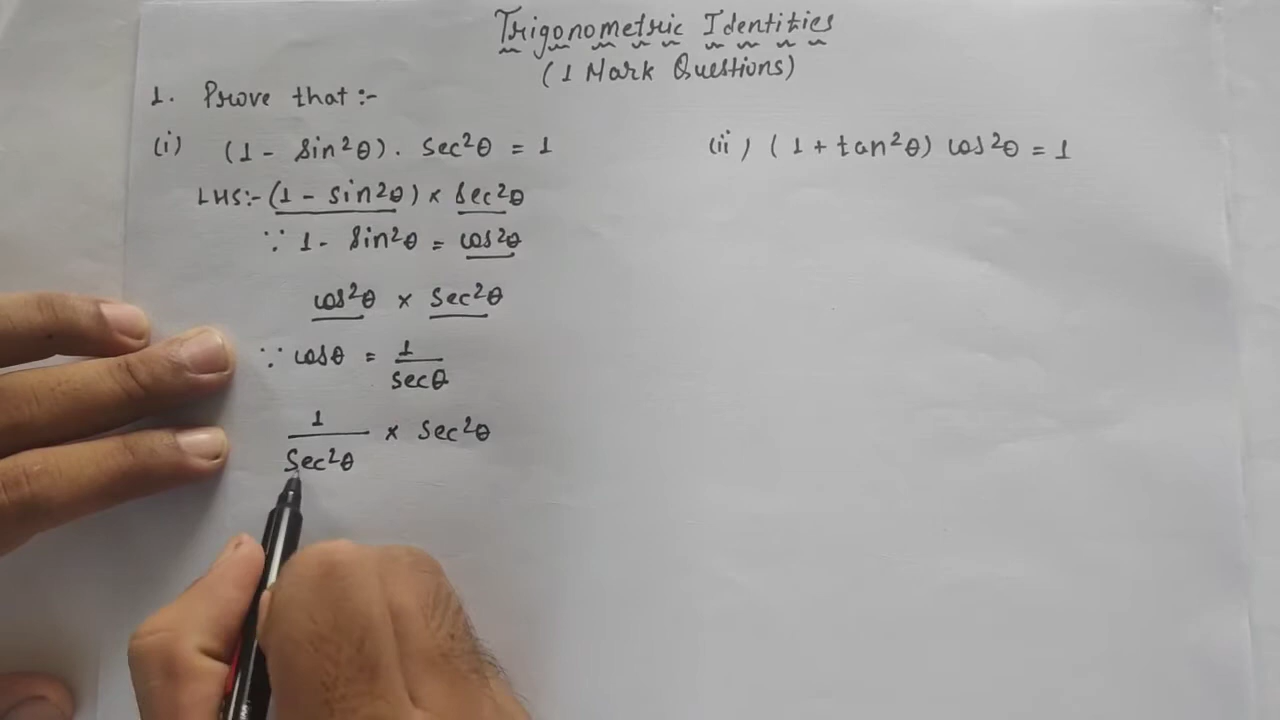 Trigonometric Identities
(1 Mark Questions)
1. Prove that :-
(i) (1 - Sin²θ). Sec²θ = 1
LHS:- (1 - Sin²θ) × Sec²θ
∵ 1 - Sin²θ = cos²θ
cos²θ × Sec²θ
∵ cosθ = 1/secθ
1/Sec²θ × Sec²θ
(ii) (1 + tan²θ) cos²θ = 1